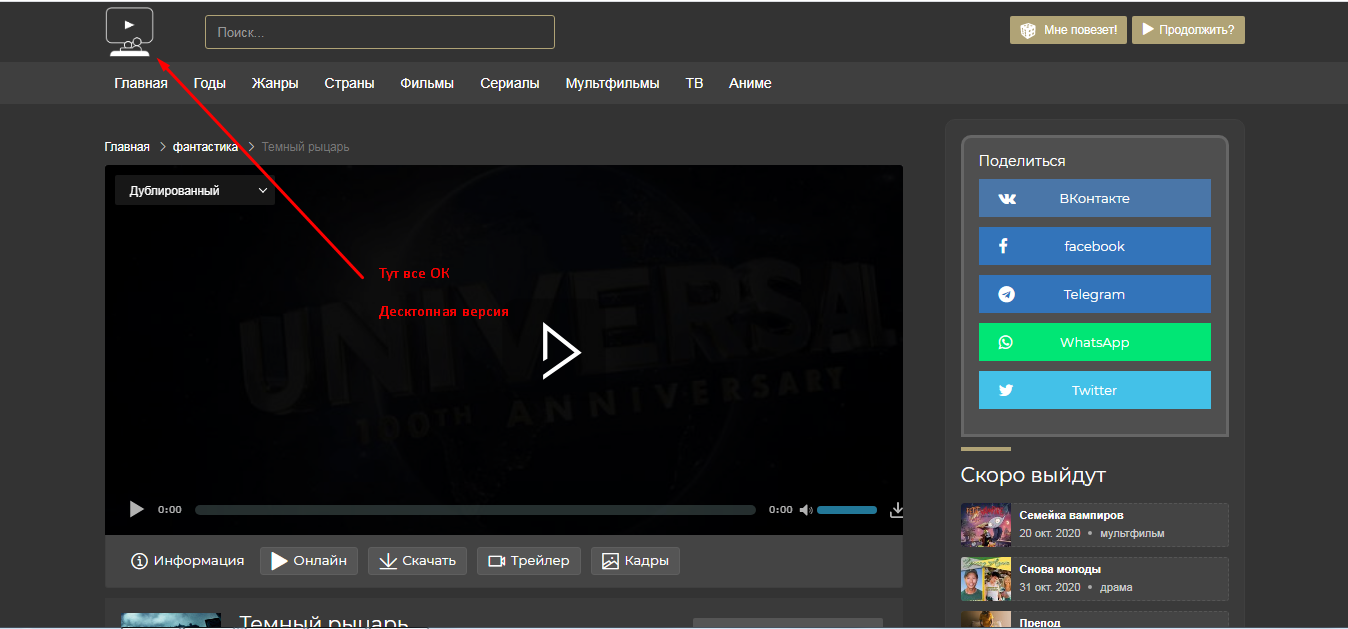 Поиск...
Мне повезет!
Продолжить?
Главная Годы Жанры Страны Фильмы Сериалы Мультфильмы ТВ Аниме
Главная > фантастика > Темный рыцарь
Дублированный
Тут все ОК
Десктопная версия
UNIVERSAL
100TH ANNIVERSARY
0:00
0:00
Информация
Онлайн
Скачать
Трейлер
Кадры
Темный рыцарь
Поделиться
ВКонтакте
facebook
Telegram
WhatsApp
Twitter
Скоро выйдут
Семейка вампиров
20 окт. 2020 • мультфильм
Снова молоды
31 окт. 2020 • драма
Препод